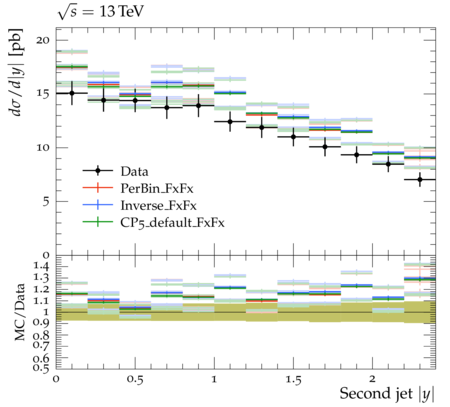 √s = 13 TeV
dσ/d|y| [pb]
20
15
10
5
0
Data
PerBin_FxFx
Inverse_FxFx
CP5_default_FxFx
MC/Data
1.4
1.3
1.2
1.1
1
0.9
0.8
0.7
0.6
0.5
0 0.5 1 1.5 2
Second jet |y|